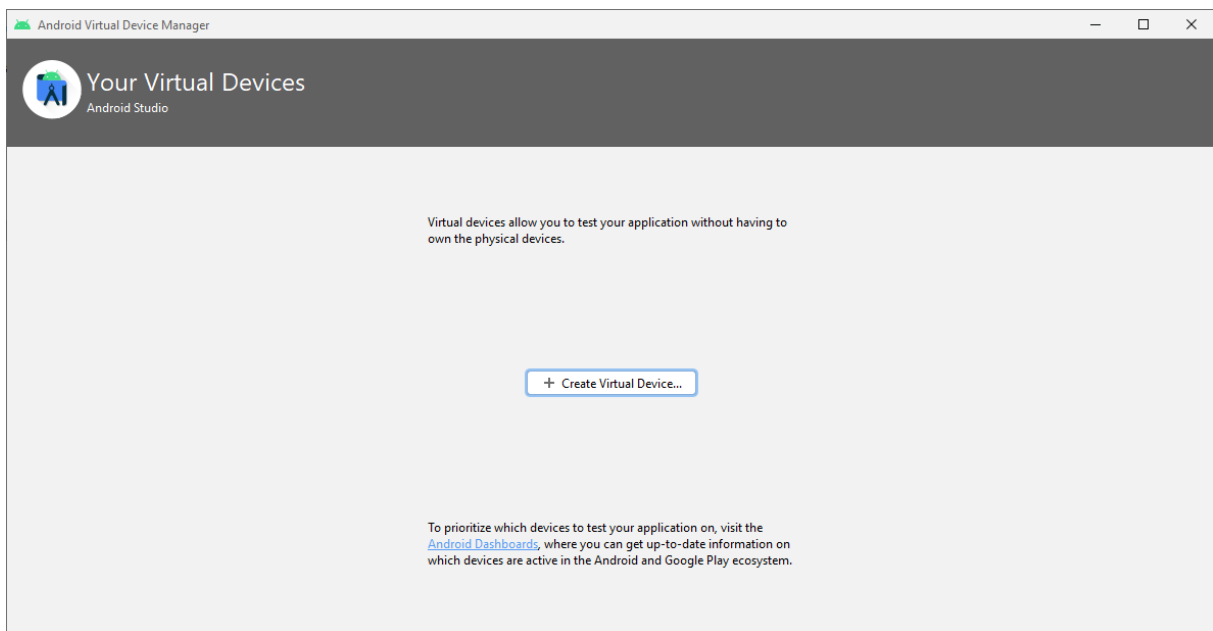 Android Virtual Device Manager
Your Virtual Devices
Android Studio
Virtual devices allow you to test your application without having to
own the physical devices.
+ Create Virtual Device...
To prioritize which devices to test your application on, visit the
Android Dashboards, where you can get up-to-date information on
which devices are active in the Android and Google Play ecosystem.